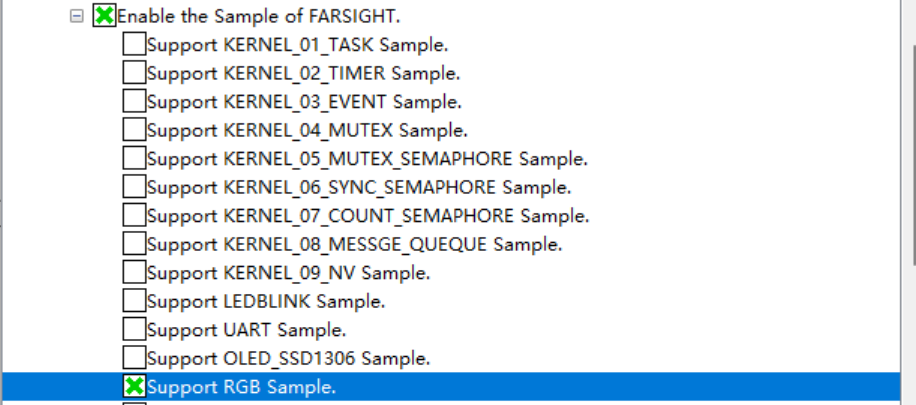 Enable the Sample of FARSIGHT.
Support KERNEL_01_TASK Sample.
Support KERNEL_02_TIMER Sample.
Support KERNEL_03_EVENT Sample.
Support KERNEL_04_MUTEX Sample.
Support KERNEL_05_MUTEX_SEMAPHORE Sample.
Support KERNEL_06_SYNC_SEMAPHORE Sample.
Support KERNEL_07_COUNT_SEMAPHORE Sample.
Support KERNEL_08_MESSGE_QUEQUE Sample.
Support KERNEL_09_NV Sample.
Support LEDBLINK Sample.
Support UART Sample.
Support OLED_SSD1306 Sample.
Support RGB Sample.